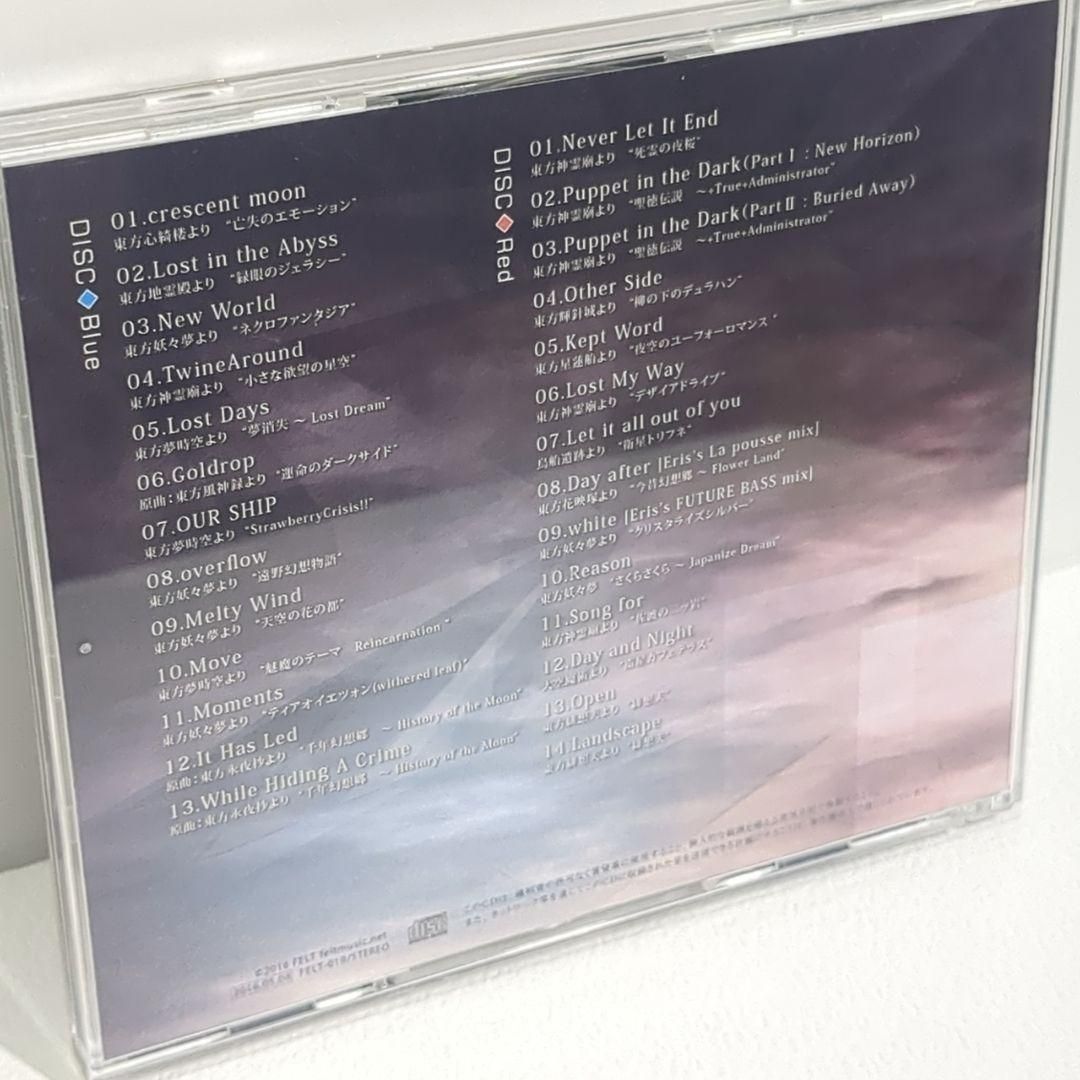 DISC◆Blue
01.crescent moon
東方心綺楼より "亡失のエモーション"
02.Lost in the Abyss
東方地霊殿より "緑眼のジェラシー"
03.New World
東方妖々夢より "ネクロファンタジア"
04.TwineAround
東方神霊廟より "小さな欲望の星空"
05.Lost Days
東方夢時空より "夢消失 ~ Lost Dream"
06.Goldrop
原曲:東方風神録より "運命のダークサイド"
07.OUR SHIP
東方夢時空より "StrawberryCrisis!!"
08.overflow
東方妖々夢より "遠野幻想物語"
09.Melty Wind
東方妖々夢より "天空の花の都"
10.Move
東方夢時空より "魅魔のテーマ Reincarnation "
11.Moments
東方妖々夢より "ティアオイエツォン(withered leaf)"
12.It Has Led
原曲:東方永夜抄より "千年幻想郷 ~ History of the Moon"
13.While Hiding A Crime
原曲:東方永夜抄より "千年幻想郷 ~ History of the Moon"
DISC◆Red
01.Never Let It End
東方神霊廟より "死霊の夜桜"
02.Puppet in the Dark(Part Ⅰ : New Horizon)
東方神霊廟より "聖徳伝説 ~+True+Administrator"
03.Puppet in the Dark(Part Ⅱ : Buried Away)
東方神霊廟より "聖徳伝説 ~+True+Administrator"
04.Other Side
東方輝針城より "柳の下のデュラハン"
05.Kept Word
東方星蓮船より "夜空のユーフォーロマンス "
06.Lost My Way
東方神霊廟より "デザイアドライブ"
07.Let it all out of you
鳥船遺跡より "衛星トリフネ"
08.Day after [Eris's La pousse mix]
東方花映塚より "今昔幻想郷 ~ Flower Land"
09.white [Eris's FUTURE BASS mix]
東方妖々夢より "クリスタライズシルバー"
10.Reason
東方妖々夢 "さくらさくら ~ Japanize Dream"
11.Song for
東方神霊廟より "佐渡の二ッ岩"
12.Day and Night
13.Open
14.Landscape
©2016 FELT feltmusic.net
FELT-018/STEREO